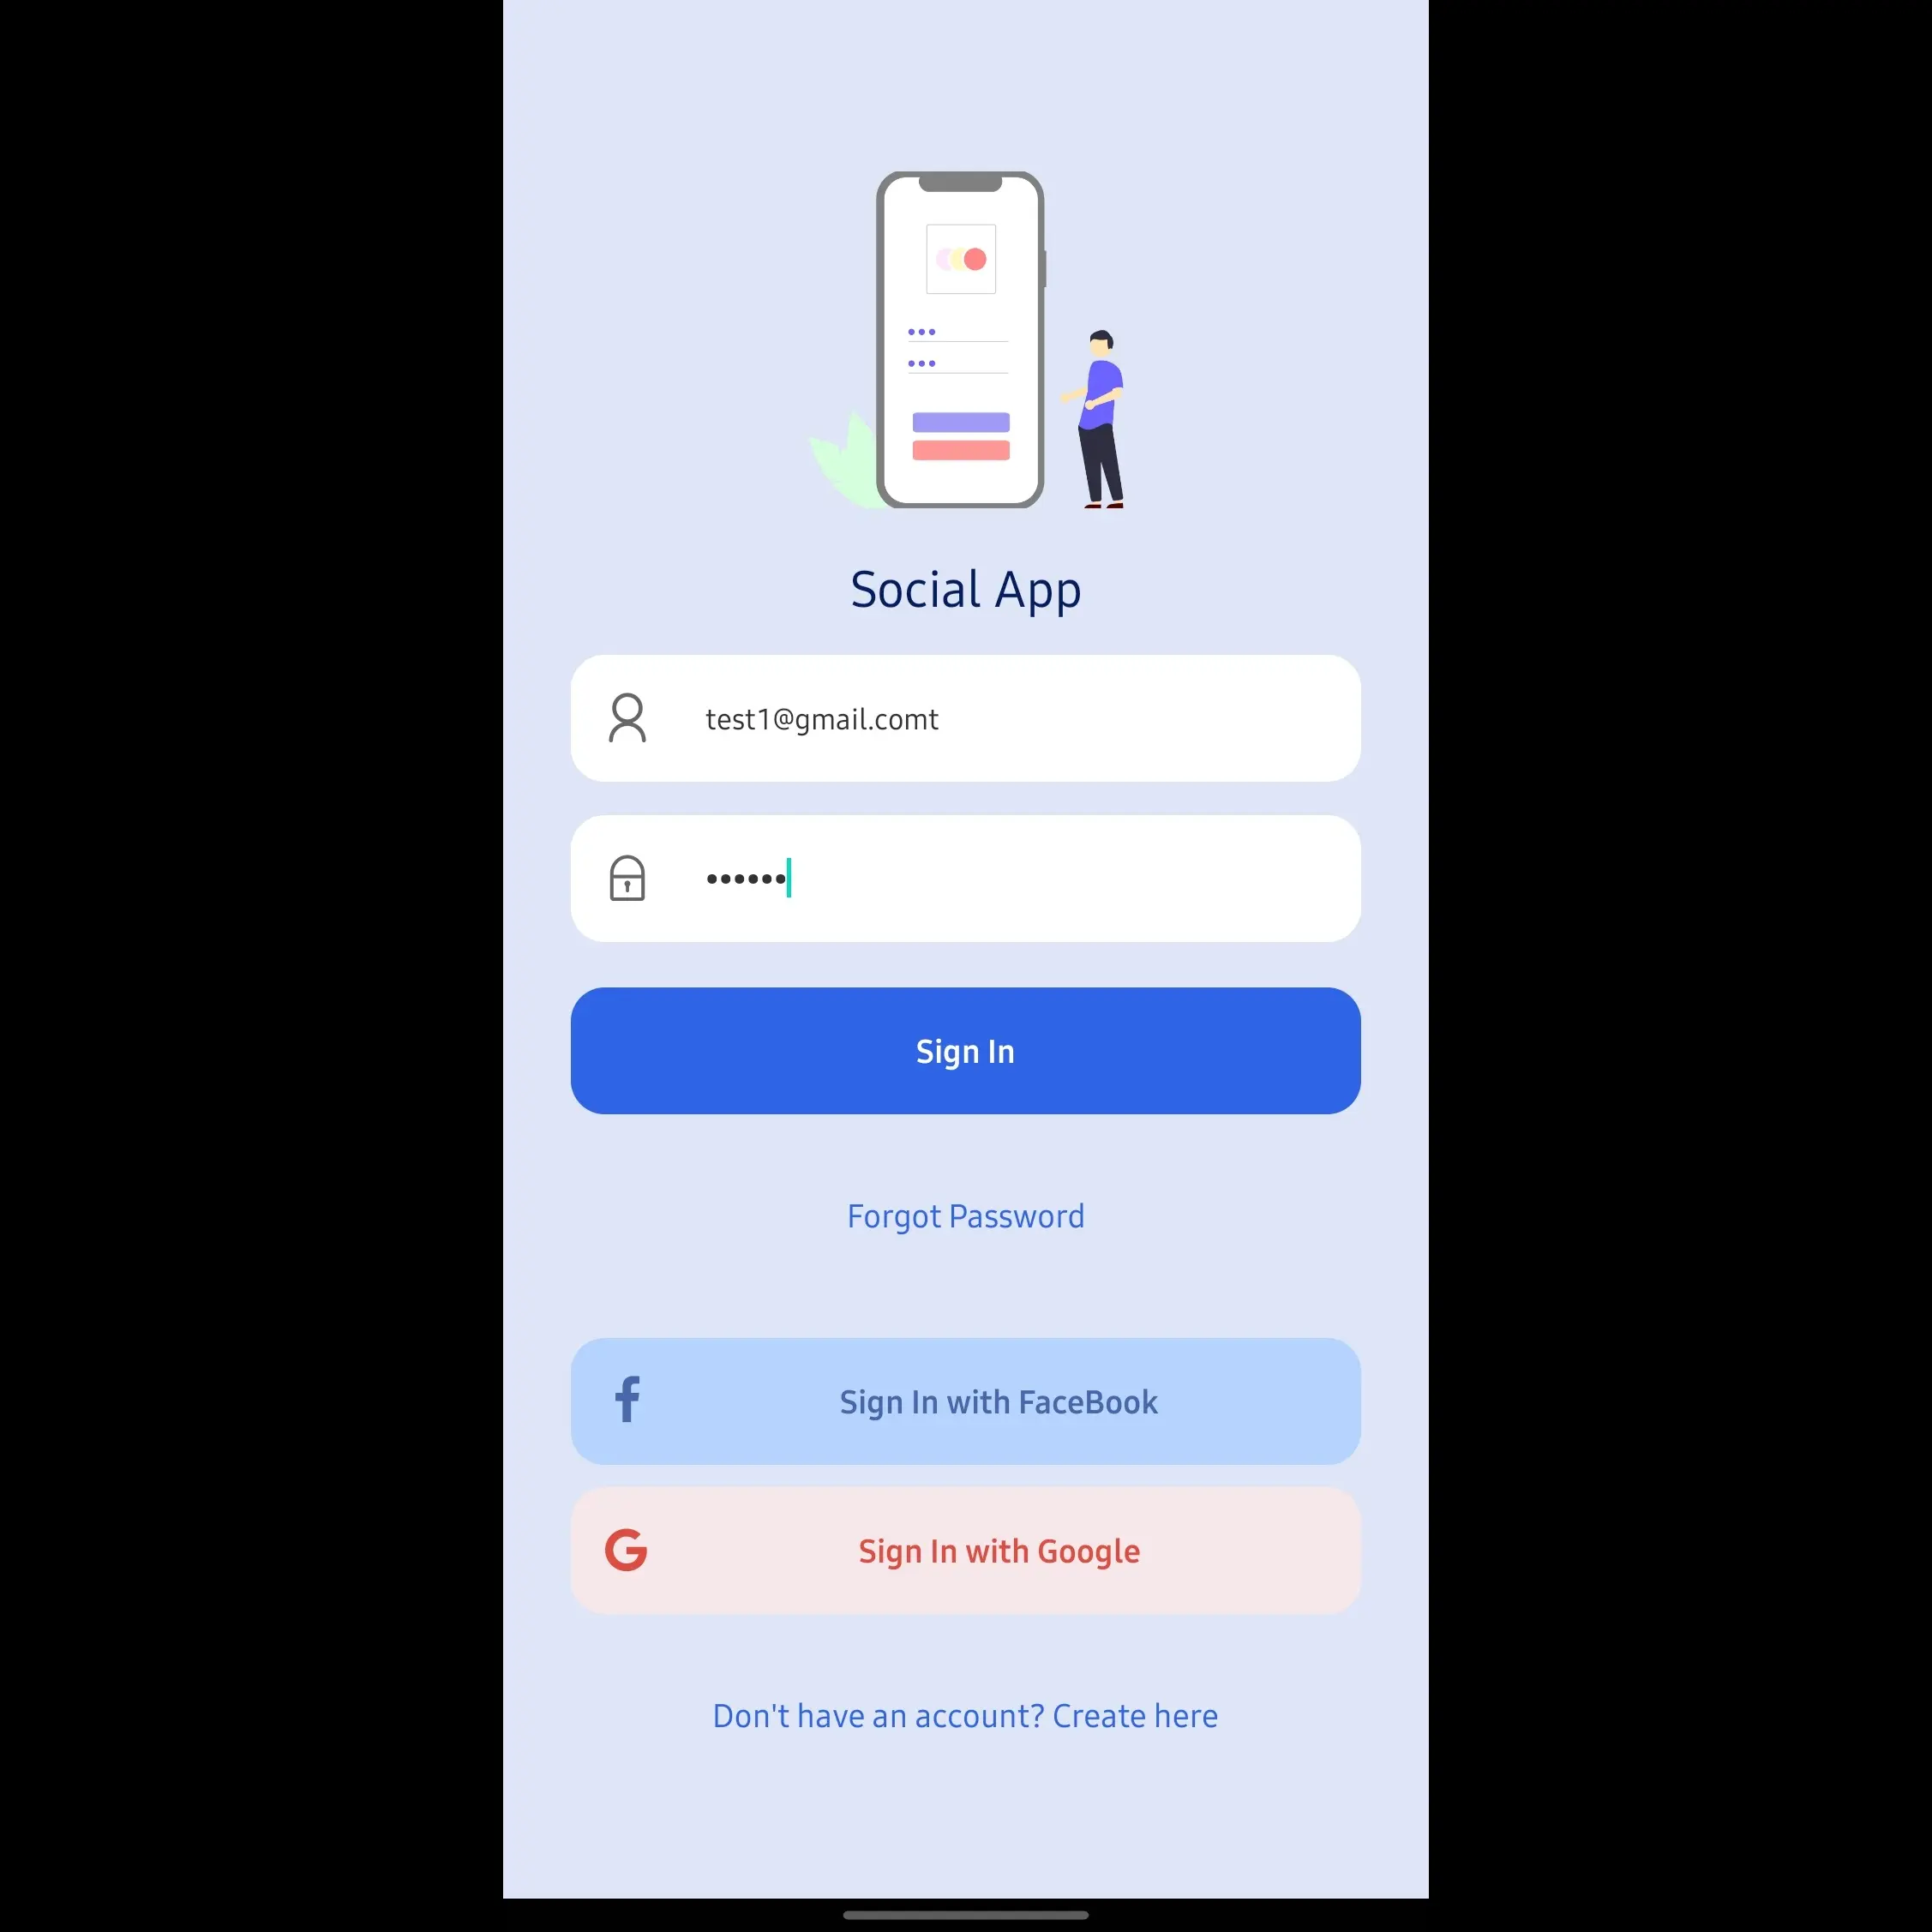 Social App
test1@gmail.comt
••••••
Sign In
Forgot Password
Sign In with FaceBook
Sign In with Google
Don't have an account? Create here